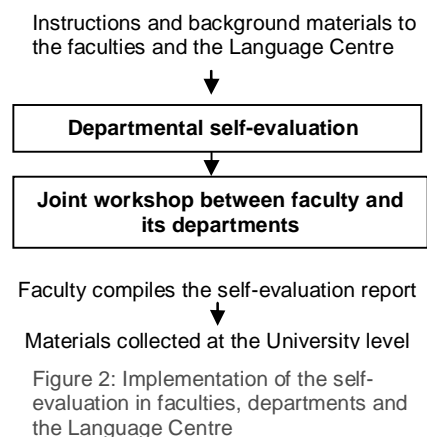 Instructions and background materials to
the faculties and the Language Centre
Departmental self-evaluation
Joint workshop between faculty and
its departments
Faculty compiles the self-evaluation report
Materials collected at the University level
Figure 2: Implementation of the self-
evaluation in faculties, departments and
the Language Centre